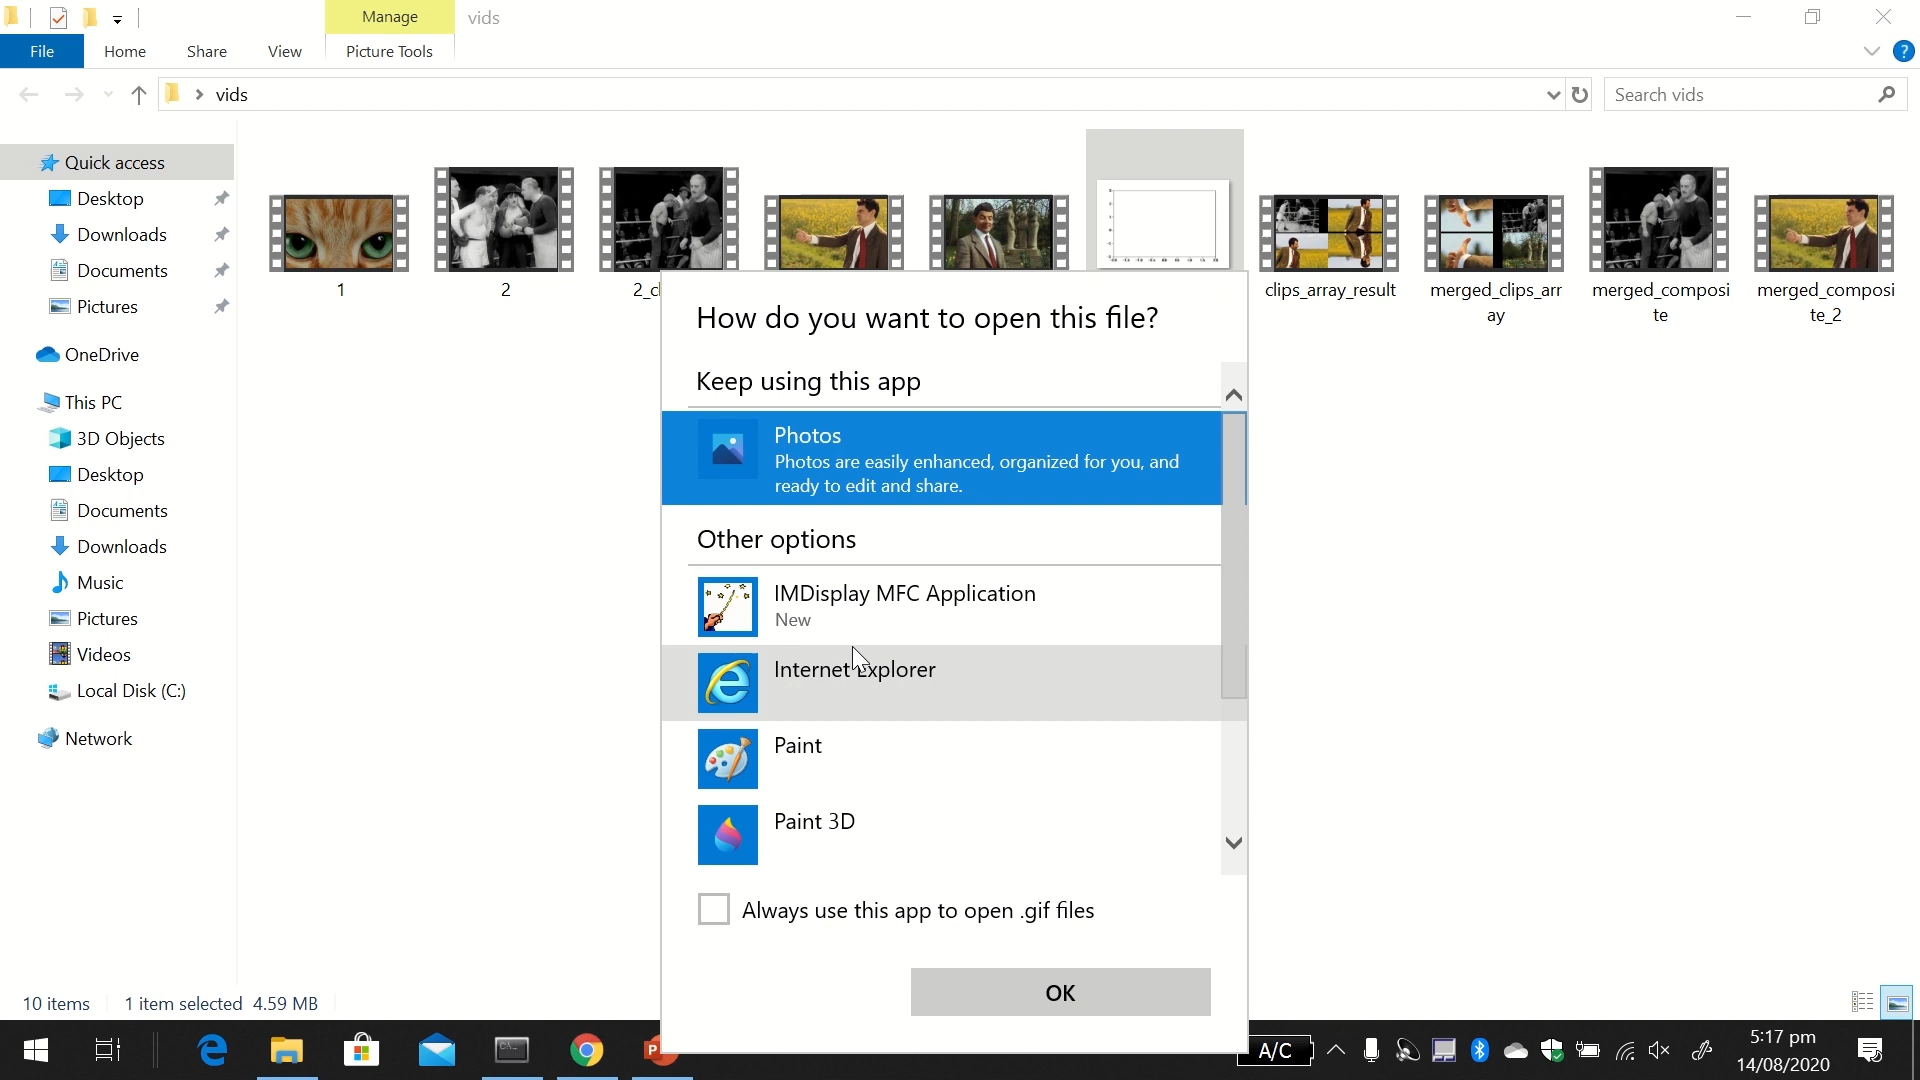 Manage
vids
File
Home
Share
View
Picture Tools
vids
Search vids
Quick access
Desktop
Downloads
Documents
Pictures
OneDrive
This PC
3D Objects
Desktop
Documents
Downloads
Music
Pictures
Videos
Local Disk (C:)
Network
1
2
clips_array_result
merged_clips_arr
ay
merged_composi
te
merged_composi
te_2
How do you want to open this file?
Keep using this app
Photos
Photos are easily enhanced, organized for you, and
ready to edit and share.
Other options
IMDisplay MFC Application
New
Internet Explorer
Paint
Paint 3D
Always use this app to open .gif files
OK
10 items
1 item selected 4.59 MB
A/C
5:17 pm
14/08/2020